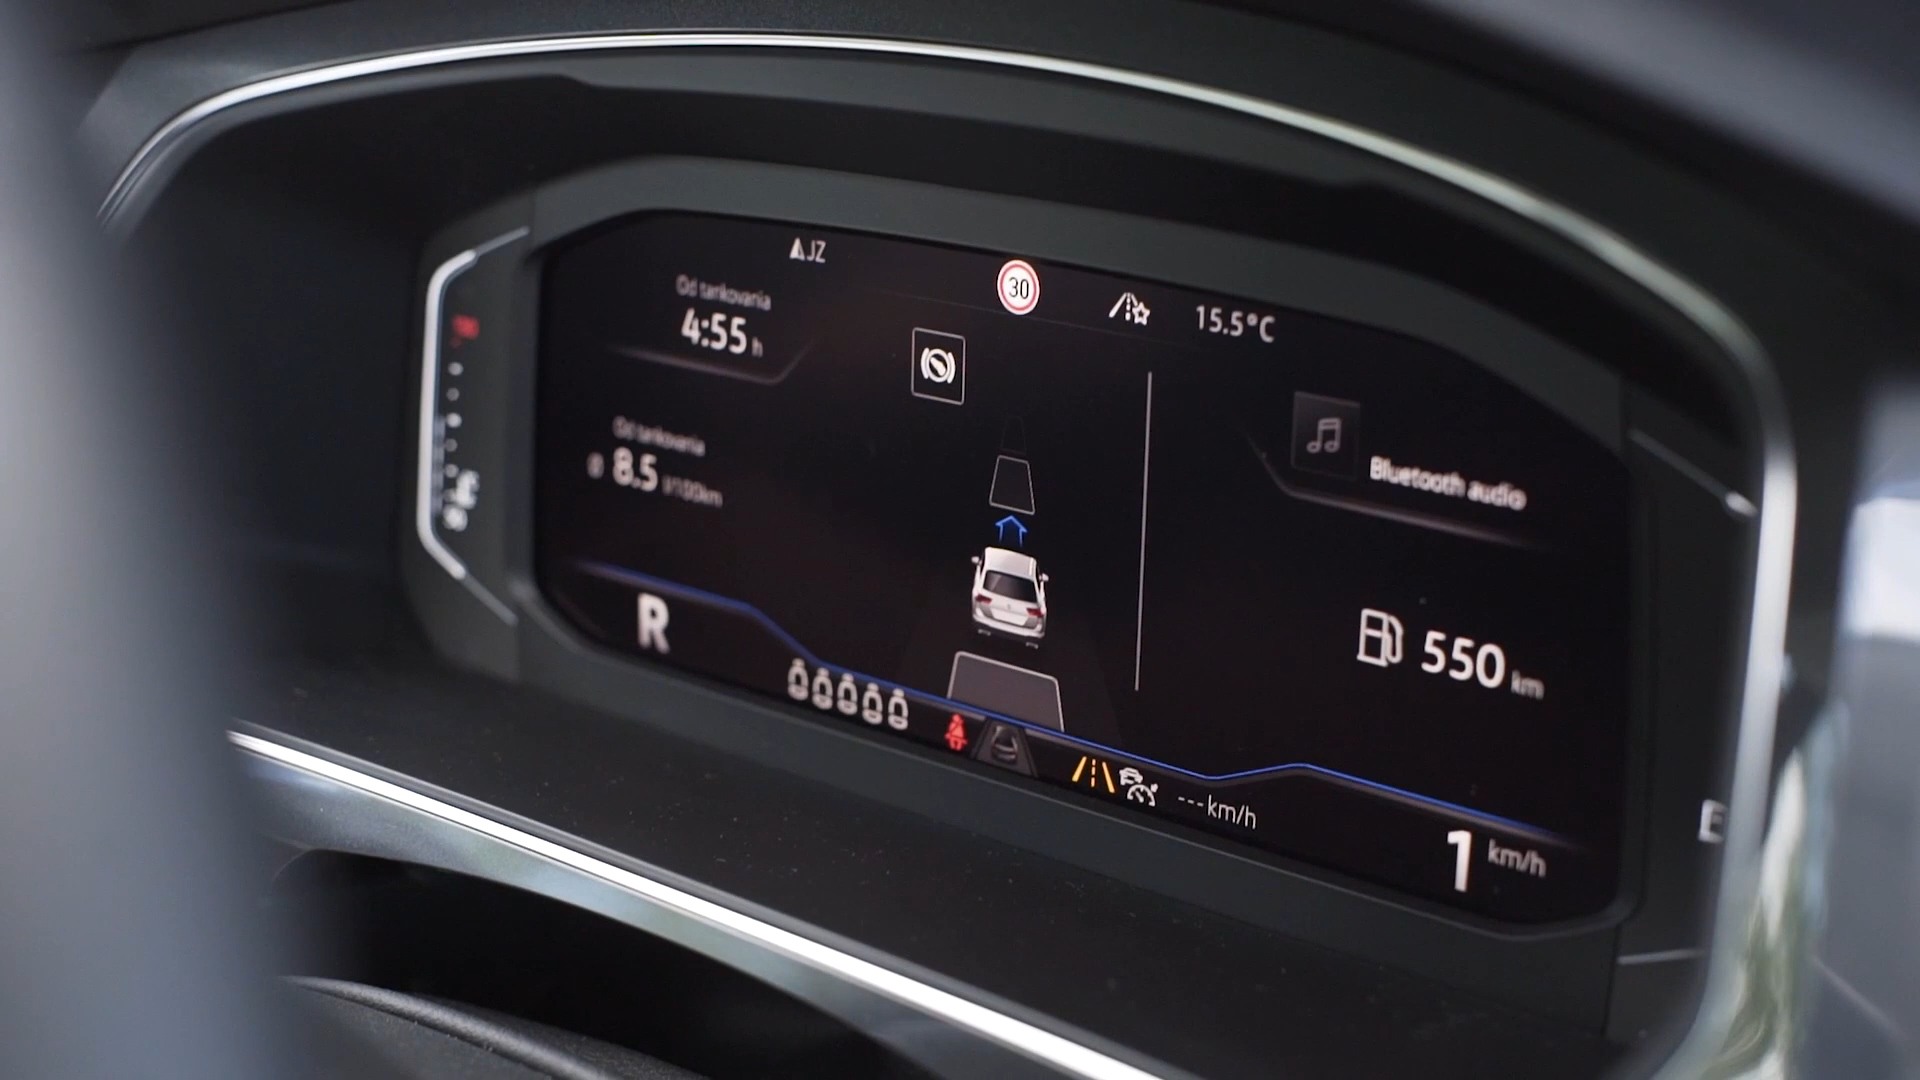 JZ
30
15.5°C
Od tankovania
4:55 h
Od tankovania
8.5 l/100km
Bluetooth audio
550 km
R
--- km/h
1 km/h